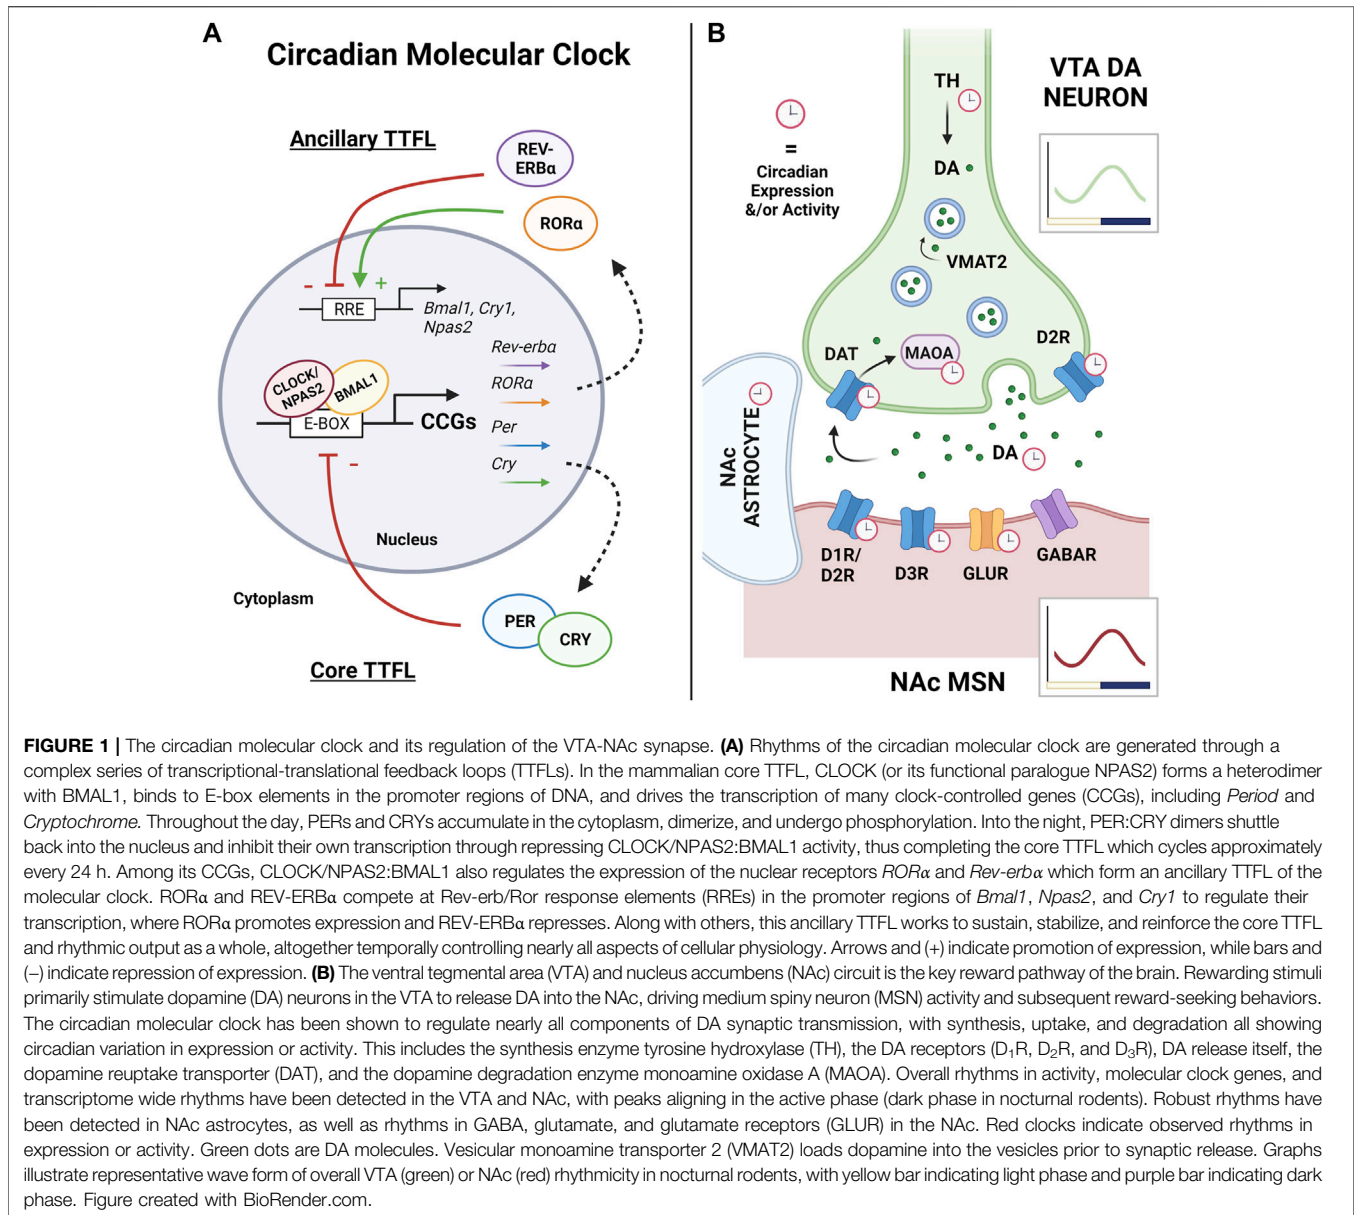 A
Circadian Molecular Clock
Ancillary TTFL
REV-
ERBα
RORα
-
+
RRE
Bmal1, Cry1,
Npas2
Rev-erbα
RORα
Per
Cry
CLOCK/
NPAS2
BMAL1
E-BOX
CCGs
-
Nucleus
Cytoplasm
PER
CRY
Core TTFL
B
=
Circadian
Expression
&/or Activity
TH
DA
VMAT2
VTA DA
NEURON
DAT
MAOA
D2R
NAc
ASTROCYTE
DA
D1R/
D2R
D3R
GLUR
GABAR
NAc MSN
FIGURE 1 | The circadian molecular clock and its regulation of the VTA-NAc synapse. (A) Rhythms of the circadian molecular clock are generated through a
complex series of transcriptional-translational feedback loops (TTFLs). In the mammalian core TTFL, CLOCK (or its functional paralogue NPAS2) forms a heterodimer
with BMAL1, binds to E-box elements in the promoter regions of DNA, and drives the transcription of many clock-controlled genes (CCGs), including Period and
Cryptochrome. Throughout the day, PERs and CRYs accumulate in the cytoplasm, dimerize, and undergo phosphorylation. Into the night, PER:CRY dimers shuttle
back into the nucleus and inhibit their own transcription through repressing CLOCK/NPAS2:BMAL1 activity, thus completing the core TTFL which cycles approximately
every 24 h. Among its CCGs, CLOCK/NPAS2:BMAL1 also regulates the expression of the nuclear receptors RORα and Rev-erbα which form an ancillary TTFL of the
molecular clock. RORα and REV-ERBα compete at Rev-erb/Ror response elements (RREs) in the promoter regions of Bmal1, Npas2, and Cry1 to regulate their
transcription, where RORα promotes expression and REV-ERBα represses. Along with others, this ancillary TTFL works to sustain, stabilize, and reinforce the core TTFL
and rhythmic output as a whole, altogether temporally controlling nearly all aspects of cellular physiology. Arrows and (+) indicate promotion of expression, while bars and
(−) indicate repression of expression. (B) The ventral tegmental area (VTA) and nucleus accumbens (NAc) circuit is the key reward pathway of the brain. Rewarding stimuli
primarily stimulate dopamine (DA) neurons in the VTA to release DA into the NAc, driving medium spiny neuron (MSN) activity and subsequent reward-seeking behaviors.
The circadian molecular clock has been shown to regulate nearly all components of DA synaptic transmission, with synthesis, uptake, and degradation all showing
circadian variation in expression or activity. This includes the synthesis enzyme tyrosine hydroxylase (TH), the DA receptors (D₁R, D₂R, and D₃R), DA release itself, the
dopamine reuptake transporter (DAT), and the dopamine degradation enzyme monoamine oxidase A (MAOA). Overall rhythms in activity, molecular clock genes, and
transcriptome wide rhythms have been detected in the VTA and NAc, with peaks aligning in the active phase (dark phase in nocturnal rodents). Robust rhythms have
been detected in NAc astrocytes, as well as rhythms in GABA, glutamate, and glutamate receptors (GLUR) in the NAc. Red clocks indicate observed rhythms in
expression or activity. Green dots are DA molecules. Vesicular monoamine transporter 2 (VMAT2) loads dopamine into the vesicles prior to synaptic release. Graphs
illustrate representative wave form of overall VTA (green) or NAc (red) rhythmicity in nocturnal rodents, with yellow bar indicating light phase and purple bar indicating dark
phase. Figure created with BioRender.com.